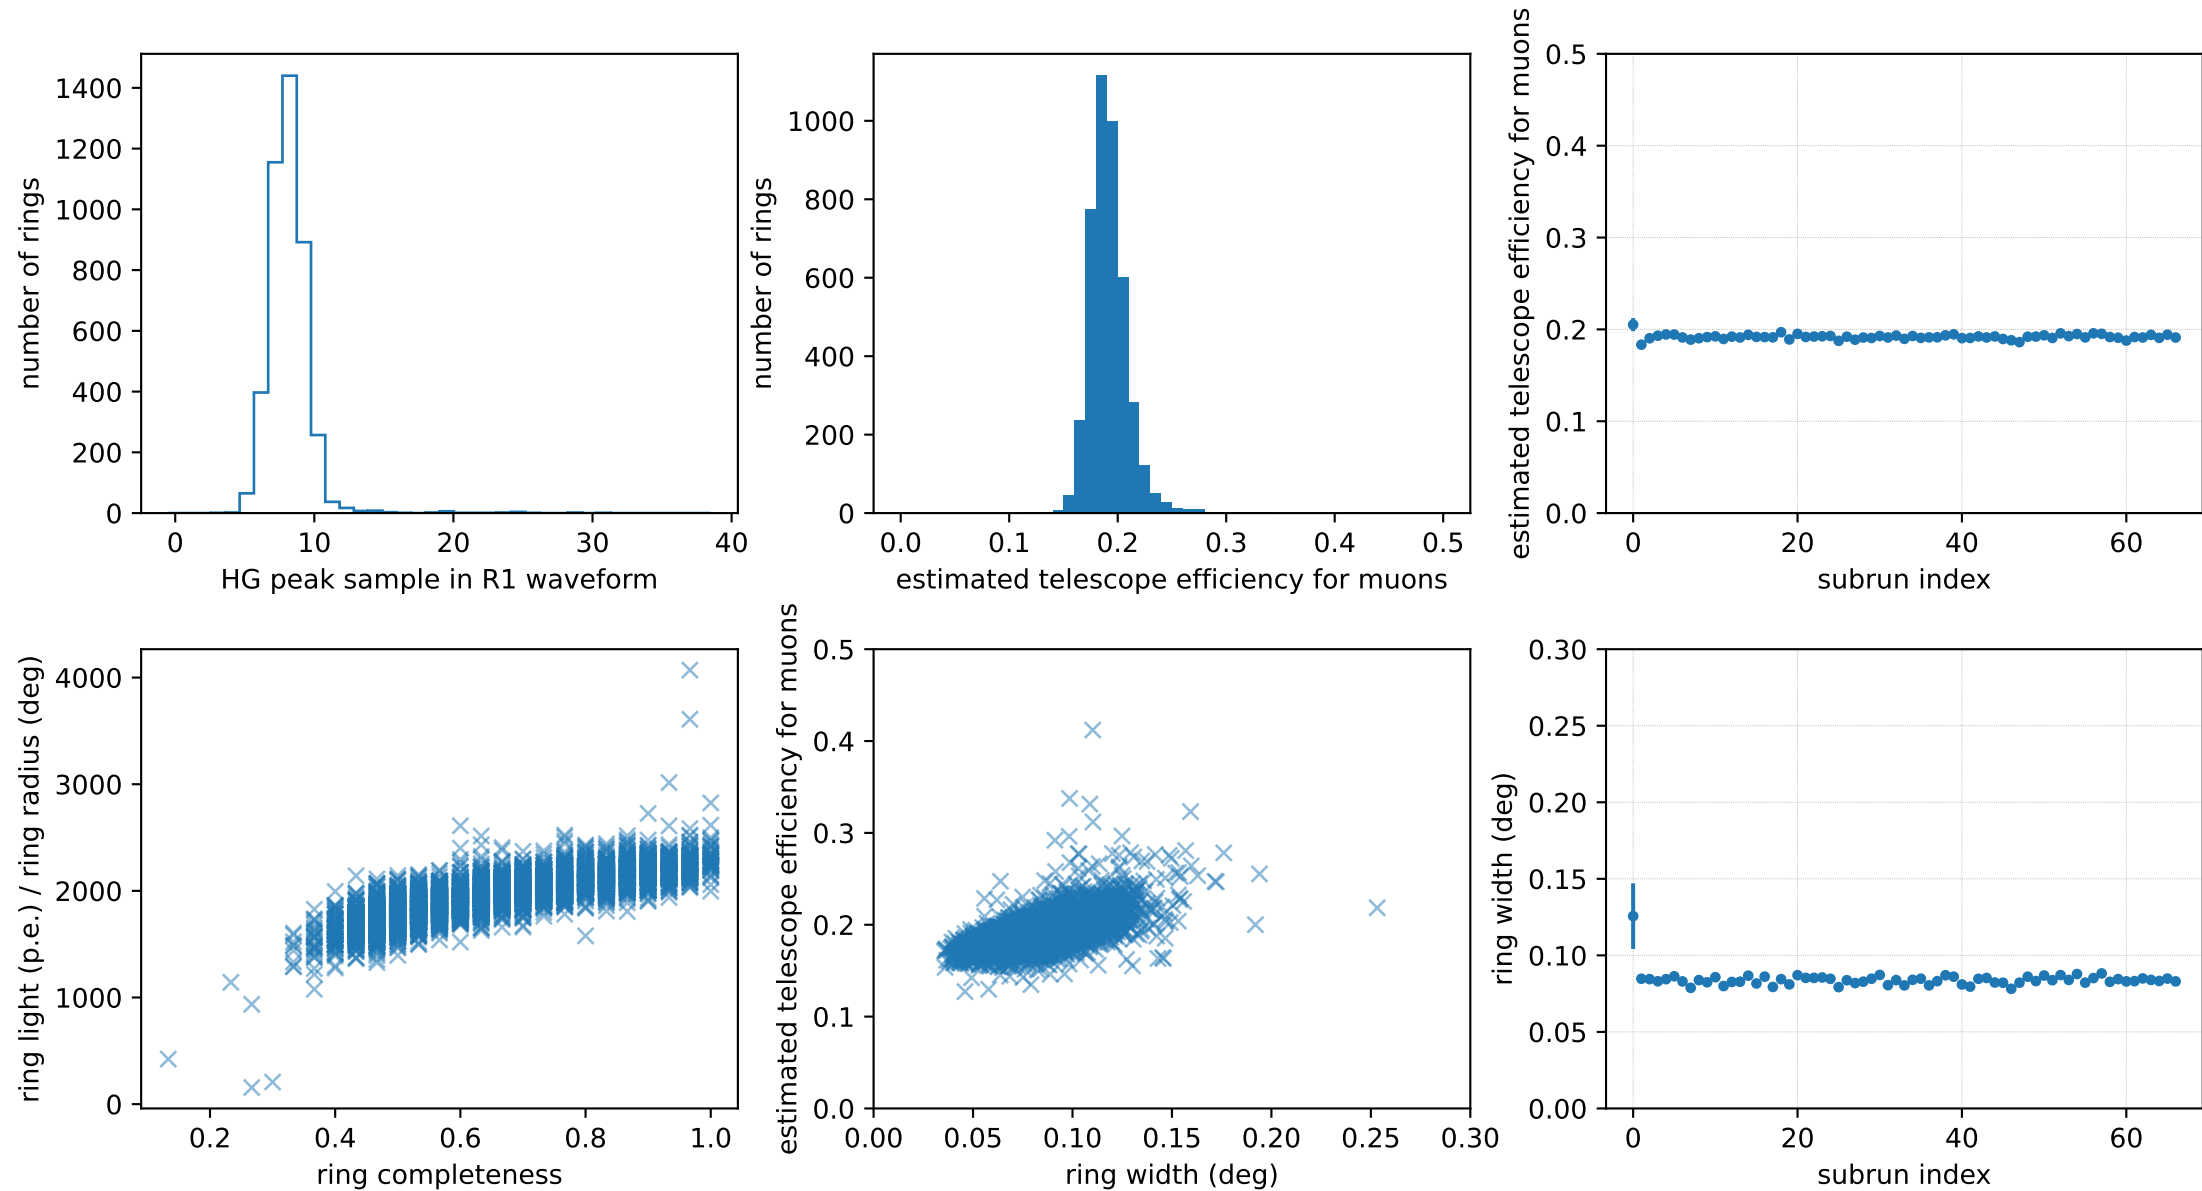 number of rings
1400
1200
1000
800
600
400
200
0
0 10 20 30 40
HG peak sample in R1 waveform
number of rings
1000
800
600
400
200
0
0.0 0.1 0.2 0.3 0.4 0.5
estimated telescope efficiency for muons
estimated telescope efficiency for muons
0.5
0.4
0.3
0.2
0.1
0.0
0 20 40 60
subrun index
ring light (p.e.) / ring radius (deg)
4000
3000
2000
1000
0
0.2 0.4 0.6 0.8 1.0
ring completeness
estimated telescope efficiency for muons
0.5
0.4
0.3
0.2
0.1
0.0
0.00 0.05 0.10 0.15 0.20 0.25 0.30
ring width (deg)
ring width (deg)
0.30
0.25
0.20
0.15
0.10
0.05
0.00
0 20 40 60
subrun index